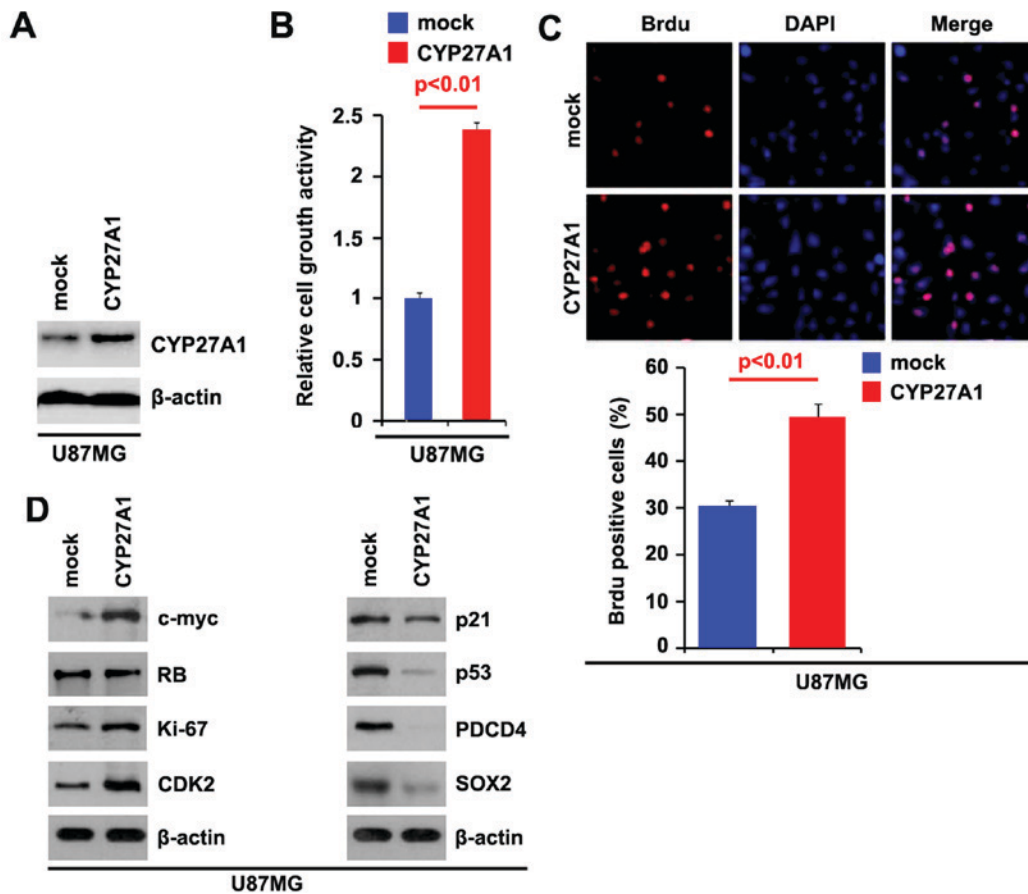 A
mock
CYP27A1
CYP27A1
β-actin
U87MG
B
mock
CYP27A1
p<0.01
Relative cell grouth activity
2.5
2
1.5
1
0.5
0
U87MG
C
Brdu DAPI Merge
mock
CYP27A1
mock
CYP27A1
p<0.01
Brdu positive cells (%)
60
50
40
30
20
10
0
U87MG
D
mock
CYP27A1
c-myc
RB
Ki-67
CDK2
β-actin
mock
CYP27A1
p21
p53
PDCD4
SOX2
β-actin
U87MG